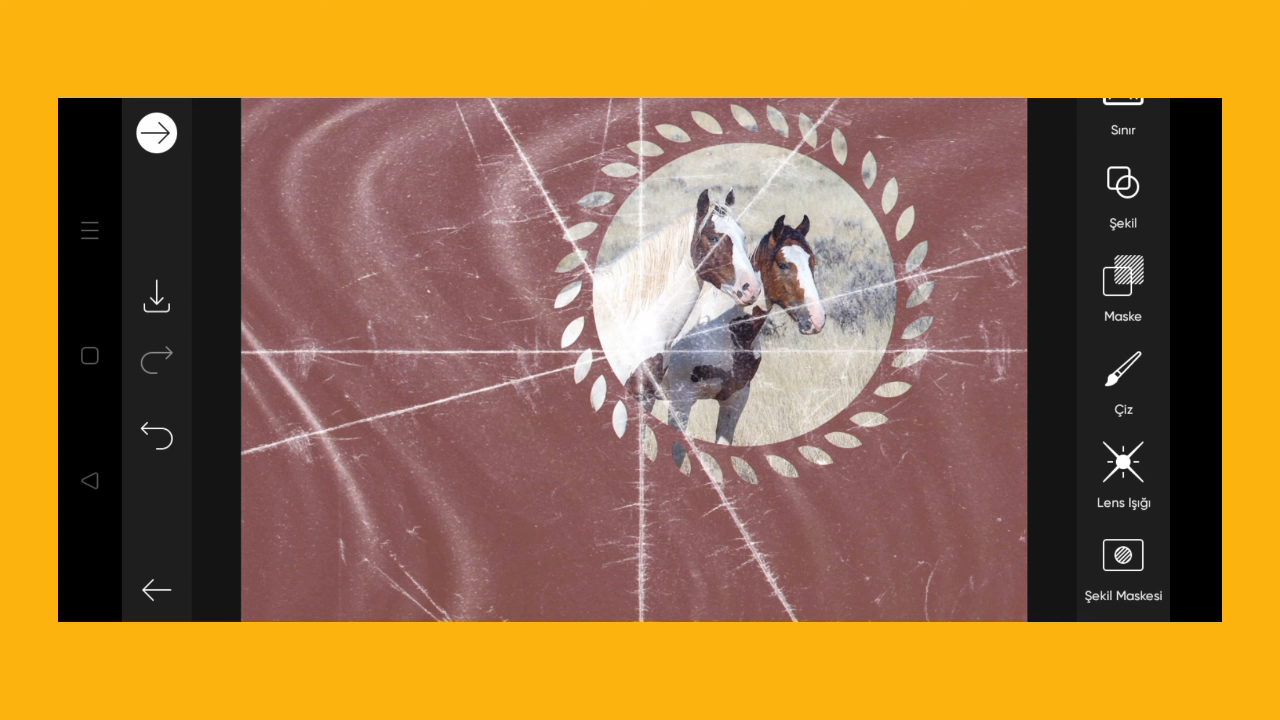 Sınır
Şekil
Maske
Çiz
Lens Işığı
Şekil Maskesi